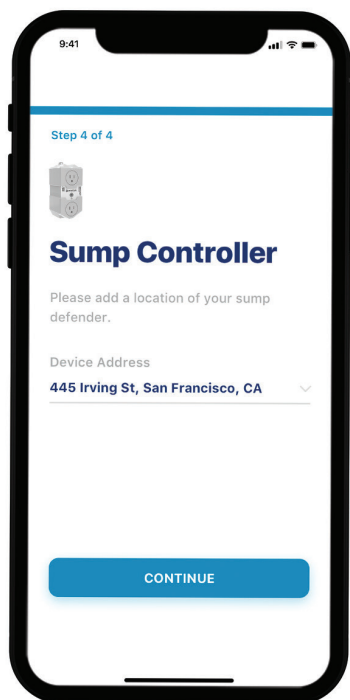 9:41
Step 4 of 4
Sump Controller
Please add a location of your sump
defender.
Device Address
445 Irving St, San Francisco, CA
CONTINUE